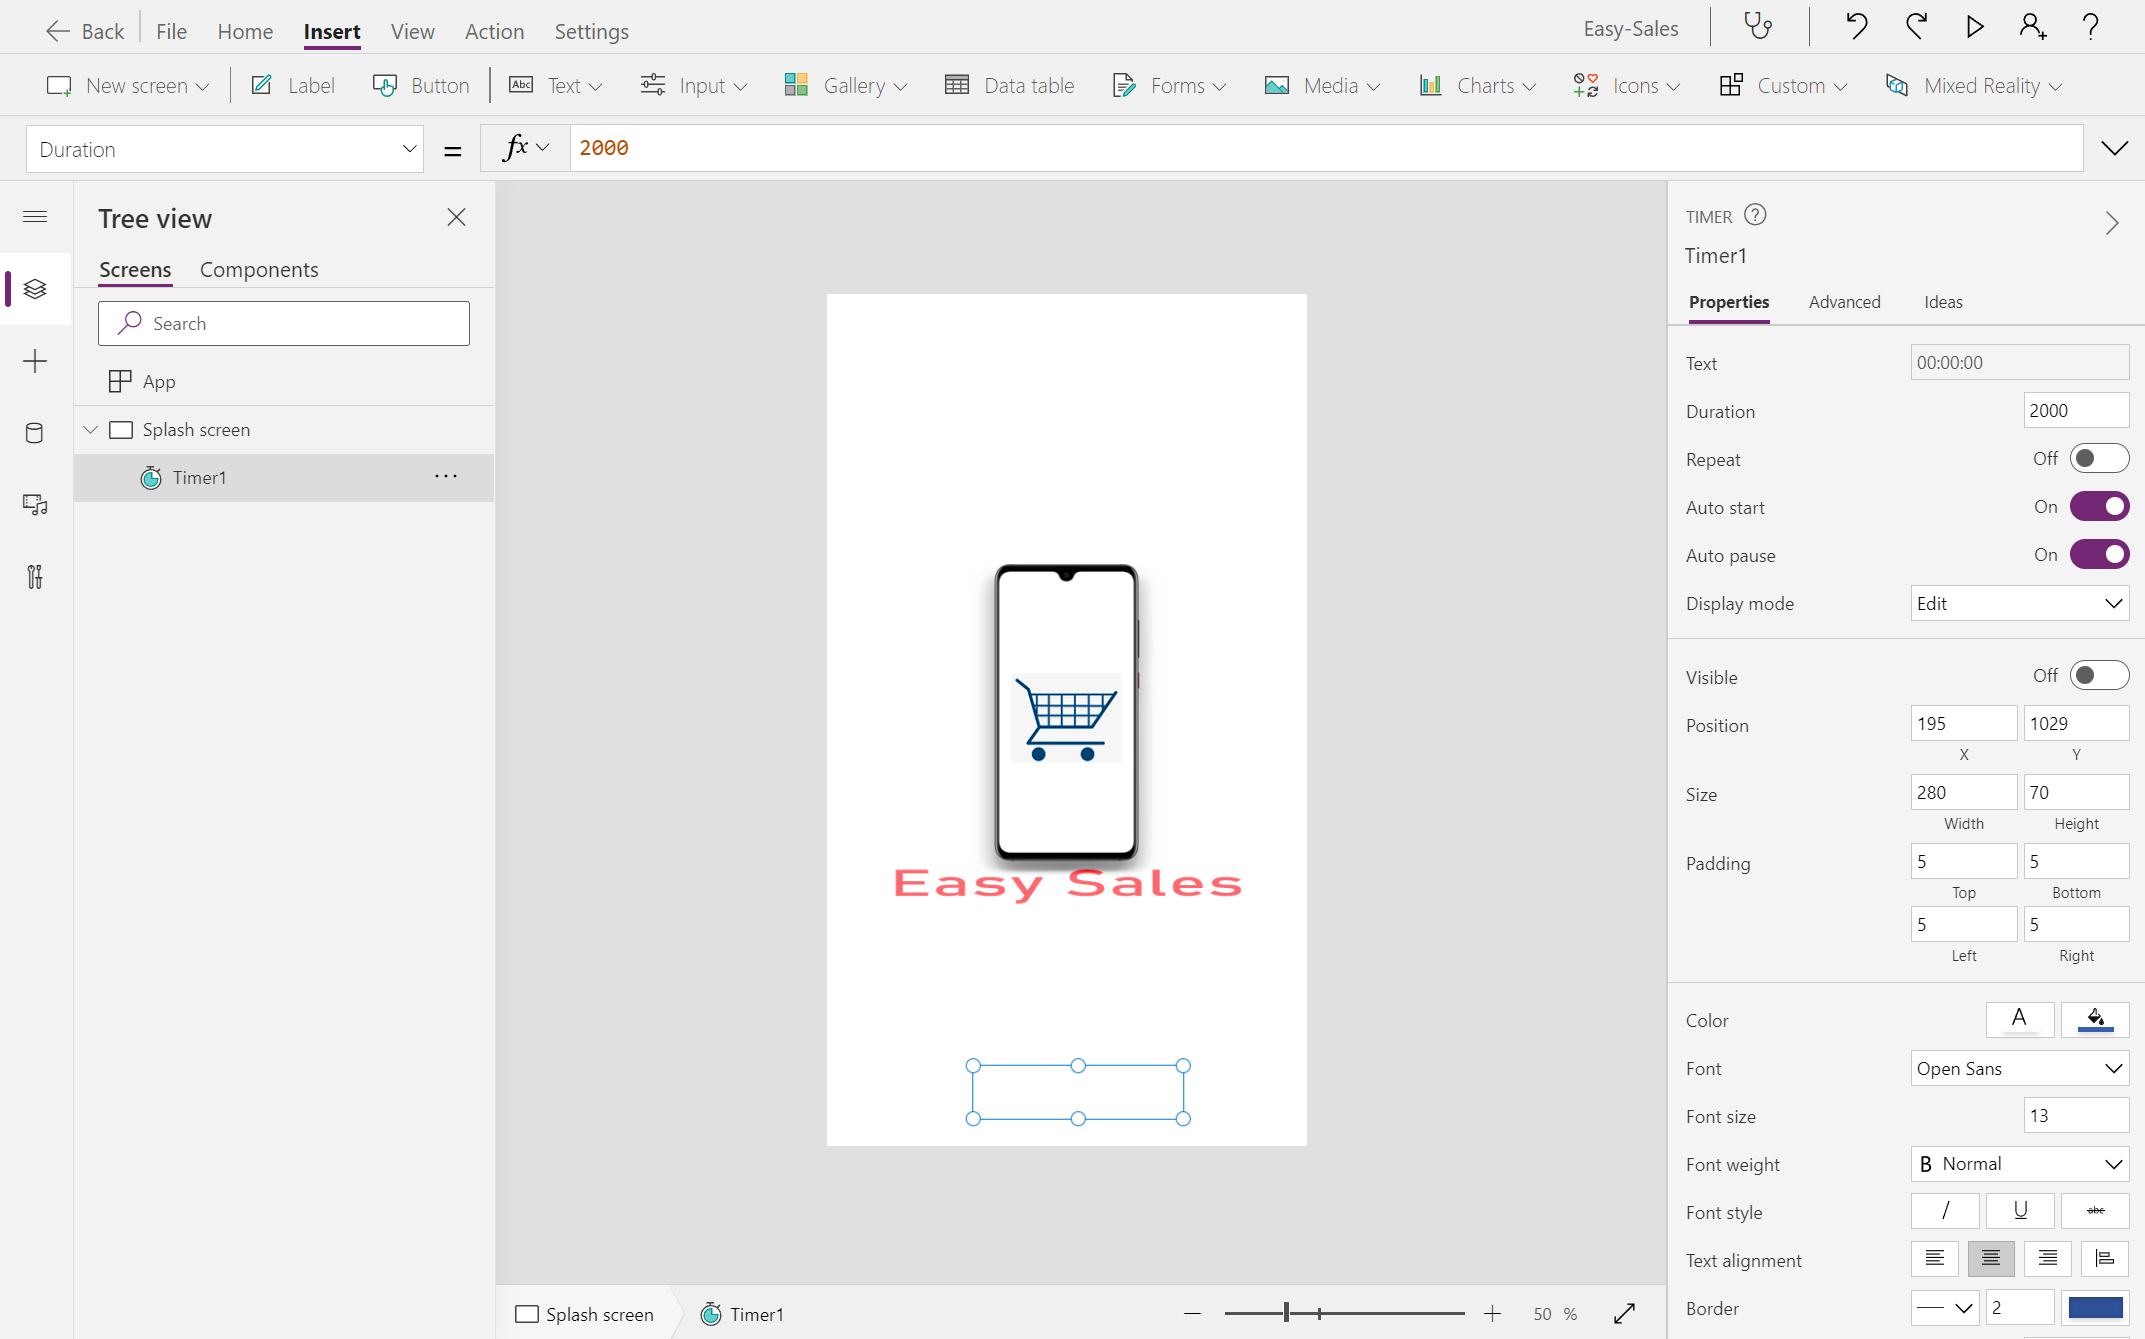 Back File Home Insert View Action Settings Easy-Sales
New screen Label Button Abc Text Input Gallery Data table Forms Media Charts Icons Custom Mixed Reality
Duration = fx 2000
Tree view
Screens Components
Search
App
Splash screen
Timer1
Easy Sales
TIMER
Timer1
Properties Advanced Ideas
Text 00:00:00
Duration 2000
Repeat Off
Auto start On
Auto pause On
Display mode Edit
Visible Off
Position 195 1029
X Y
Size 280 70
Width Height
Padding 5 5
Top Bottom
5 5
Left Right
Color A
Font Open Sans
Font size 13
Font weight B Normal
Font style / U abc
Text alignment
Border 2
Splash screen Timer1 50 %